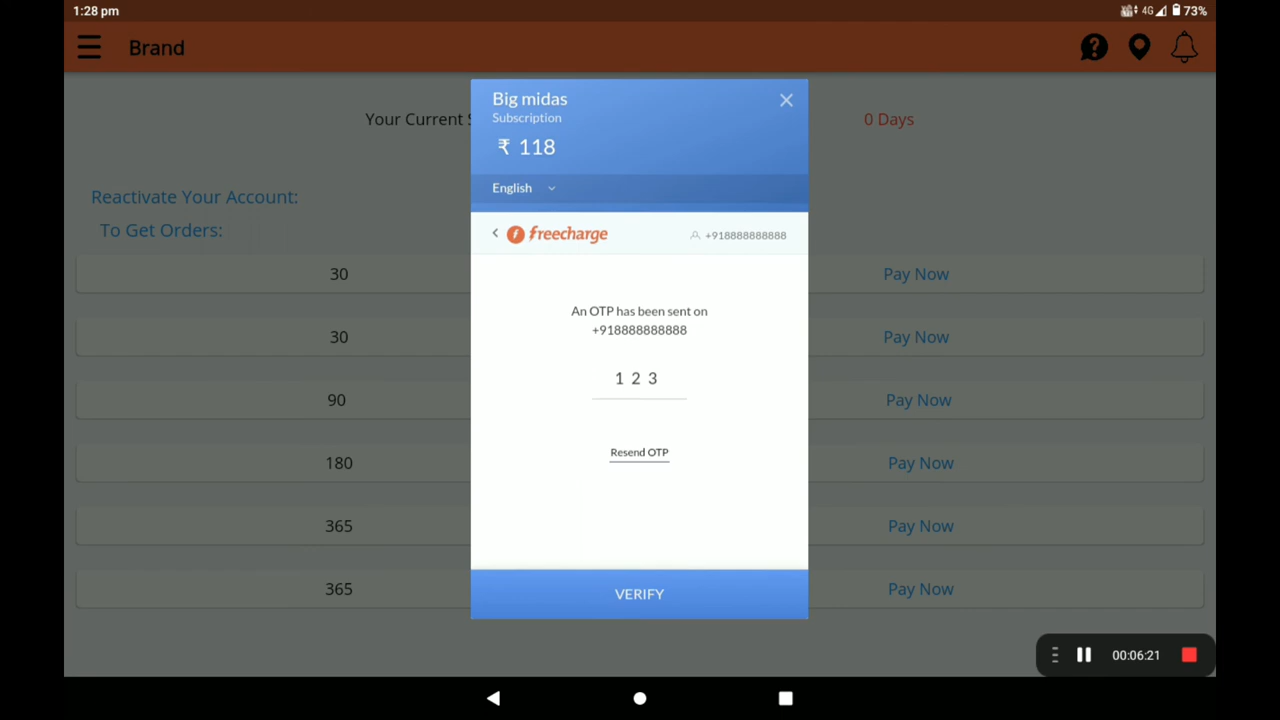 1:28 pm
4G 73%
Brand
Big midas
Subscription
₹ 118
English
freecharge
+918888888888
An OTP has been sent on
+918888888888
1 2 3
Resend OTP
VERIFY
Your Current S
0 Days
Reactivate Your Account:
To Get Orders:
30 Pay Now
30 Pay Now
90 Pay Now
180 Pay Now
365 Pay Now
365 Pay Now
00:06:21